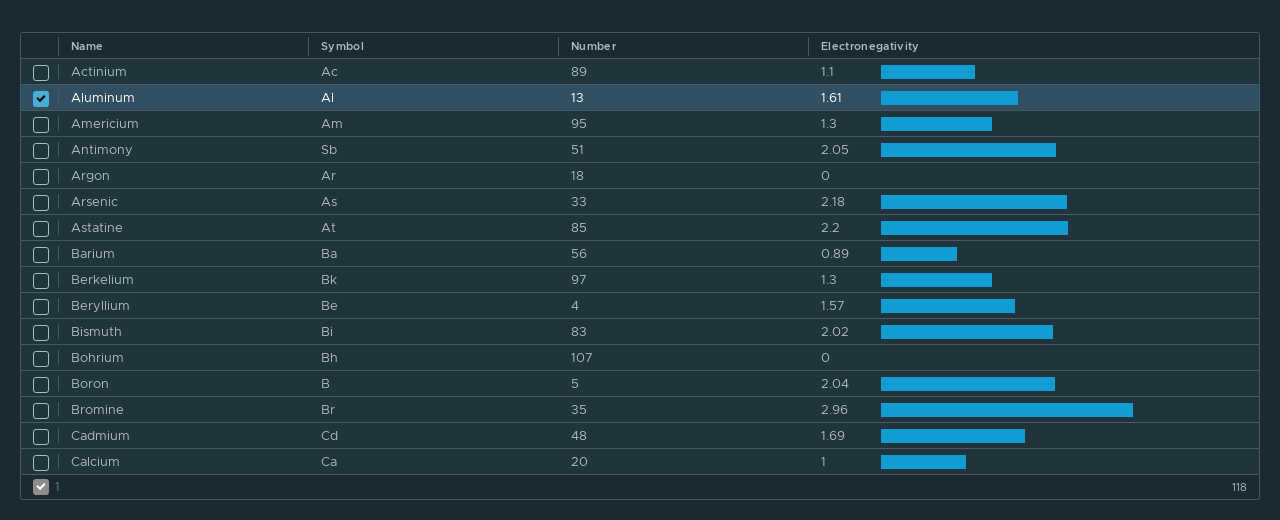 Name Symbol Number Electronegativity
Actinium Ac 89 1.1
Aluminum Al 13 1.61
Americium Am 95 1.3
Antimony Sb 51 2.05
Argon Ar 18 0
Arsenic As 33 2.18
Astatine At 85 2.2
Barium Ba 56 0.89
Berkelium Bk 97 1.3
Beryllium Be 4 1.57
Bismuth Bi 83 2.02
Bohrium Bh 107 0
Boron B 5 2.04
Bromine Br 35 2.96
Cadmium Cd 48 1.69
Calcium Ca 20 1
1 118